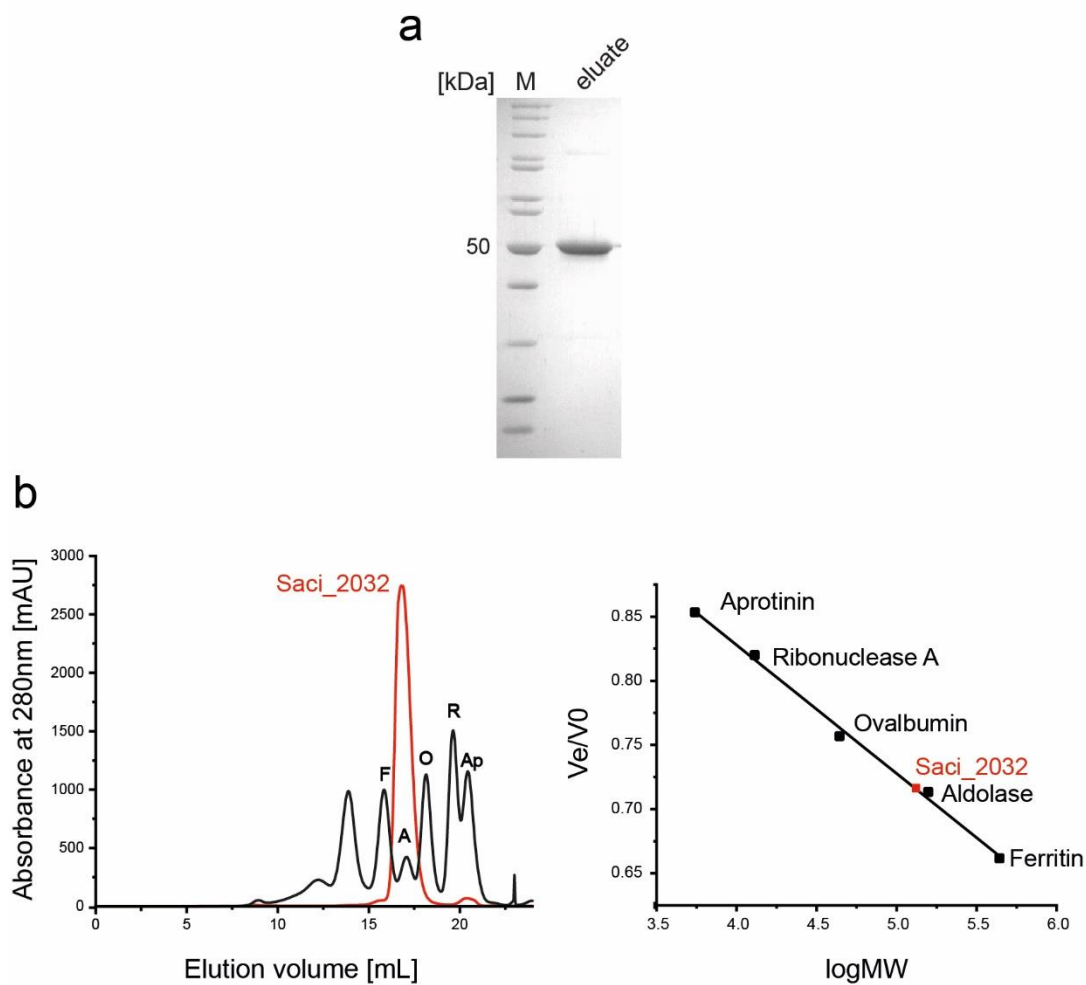 a
[kDa] M eluate
50
b
Absorbance at 280nm [mAU]
3000
2500
2000
1500
1000
500
0
Saci_2032
F
A
O
R
Ap
0 5 10 15 20
Elution volume [mL]
Ve/V0
0.85
0.80
0.75
0.70
0.65
Aprotinin
Ribonuclease A
Ovalbumin
Saci_2032
Aldolase
Ferritin
3.5 4.0 4.5 5.0 5.5 6.0
logMW